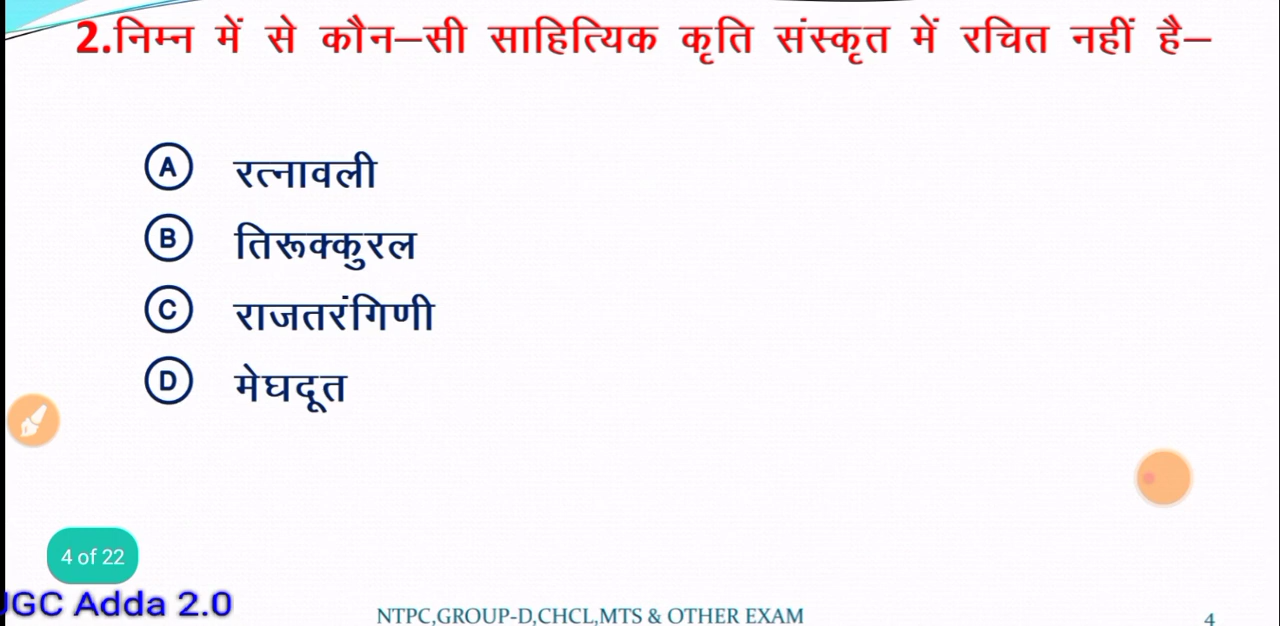 2.निम्न में से कौन–सी साहित्यिक कृति संस्कृत में रचित नहीं है–
A रत्नावली
B तिरूक्कुरल
C राजतरंगिणी
D मेघदूत
4 of 22
JGC Adda 2.0
NTPC,GROUP-D,CHCL,MTS & OTHER EXAM
4